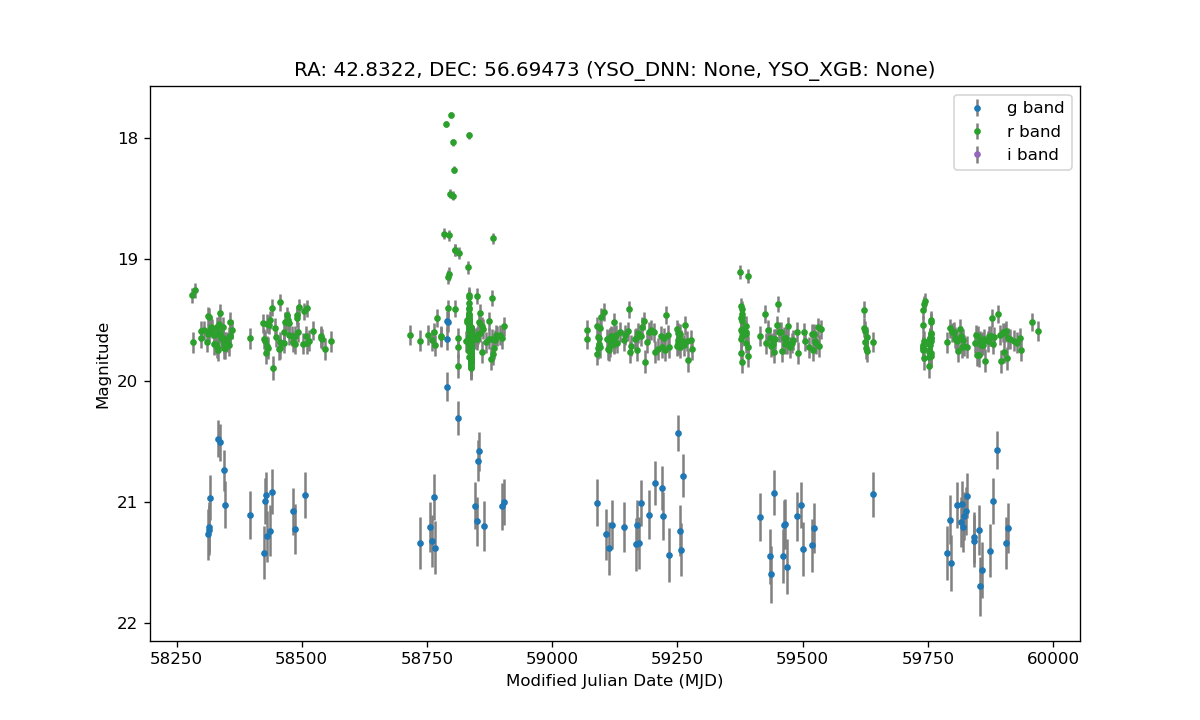 RA: 42.8322, DEC: 56.69473 (YSO_DNN: None, YSO_XGB: None)
g band
r band
i band
18
19
20
21
22
Magnitude
58250
58500
58750
59000
59250
59500
59750
60000
Modified Julian Date (MJD)